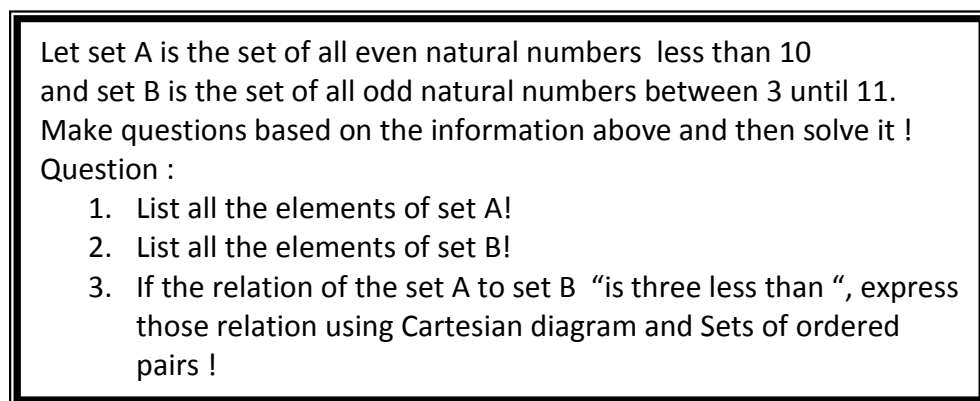 Let set A is the set of all even natural numbers  less than 10
and set B is the set of all odd natural numbers between 3 until 11.
Make questions based on the information above and then solve it !
Question :
1. List all the elements of set A!
2. List all the elements of set B!
3. If the relation of the set A to set B  “is three less than “, express
those relation using Cartesian diagram and Sets of ordered
pairs !